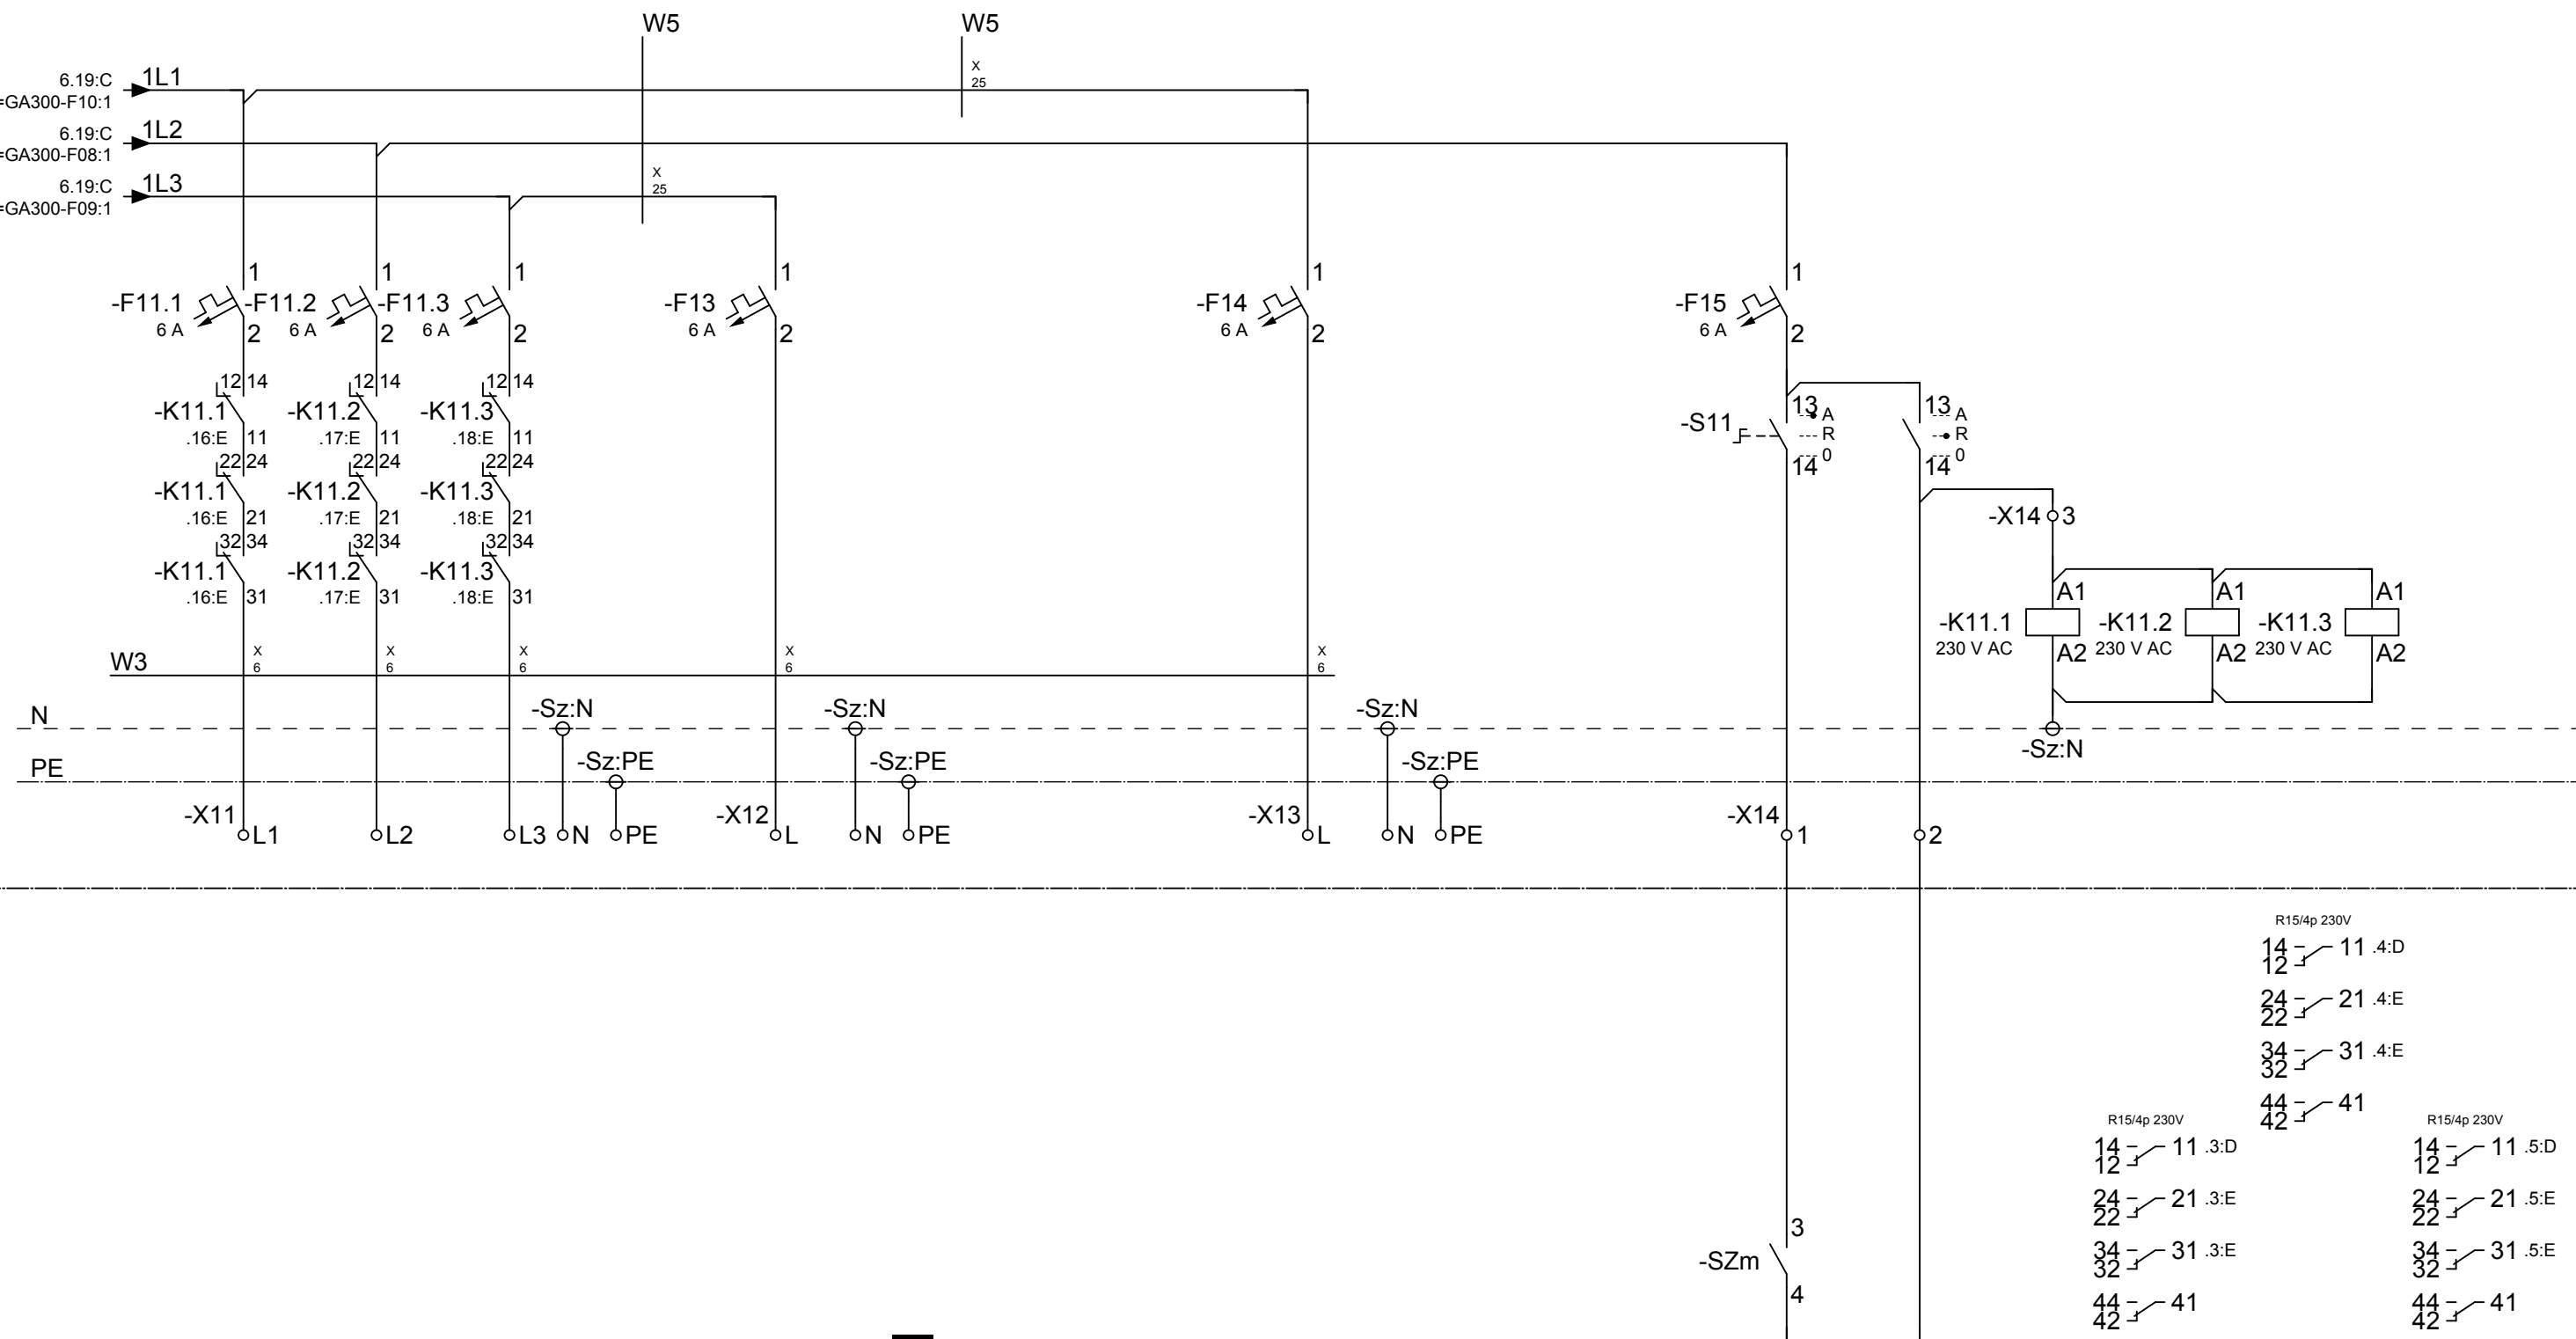 W5 W5
X
25
6.19:C 1L1
=GA300-F10:1
6.19:C 1L2
=GA300-F08:1
X
25
6.19:C 1L3
=GA300-F09:1
1 1 1 1 1 1
-F11.1 -F11.2 -F11.3 -F13 -F14 -F15
6 A 6 A 6 A 6 A 6 A 6 A
2 2 2 2 2 2
12 14 12 14 12 14
-K11.1 -K11.2 -K11.3
.16:E 11 .17:E 11 .18:E 11
13 A 13 A
-S11 R R
0 0
14 14
22 24 22 24 22 24
-K11.1 -K11.2 -K11.3
.16:E 21 .17:E 21 .18:E 21
-X14 3
32 34 32 34 32 34
-K11.1 -K11.2 -K11.3
.16:E 31 .17:E 31 .18:E 31
A1 A1 A1
-K11.1 -K11.2 -K11.3
230 V AC 230 V AC 230 V AC
A2 A2 A2
W3
X X X X X
6 6 6 6 6
N -Sz:N -Sz:N -Sz:N
-Sz:N
PE -Sz:PE -Sz:PE -Sz:PE
-X11 -X12 -X13 -X14
L1 L2 L3 N PE L N PE L N PE 1 2
R15/4p 230V
14 11 .4:D
12
24 21 .4:E
22
34 31 .4:E
32
44 41
42
R15/4p 230V
14 11 .3:D
12
24 21 .3:E
22
34 31 .3:E
32
44 41
42
R15/4p 230V
14 11 .5:D
12
24 21 .5:E
22
34 31 .5:E
32
44 41
42
3
-SZm
4